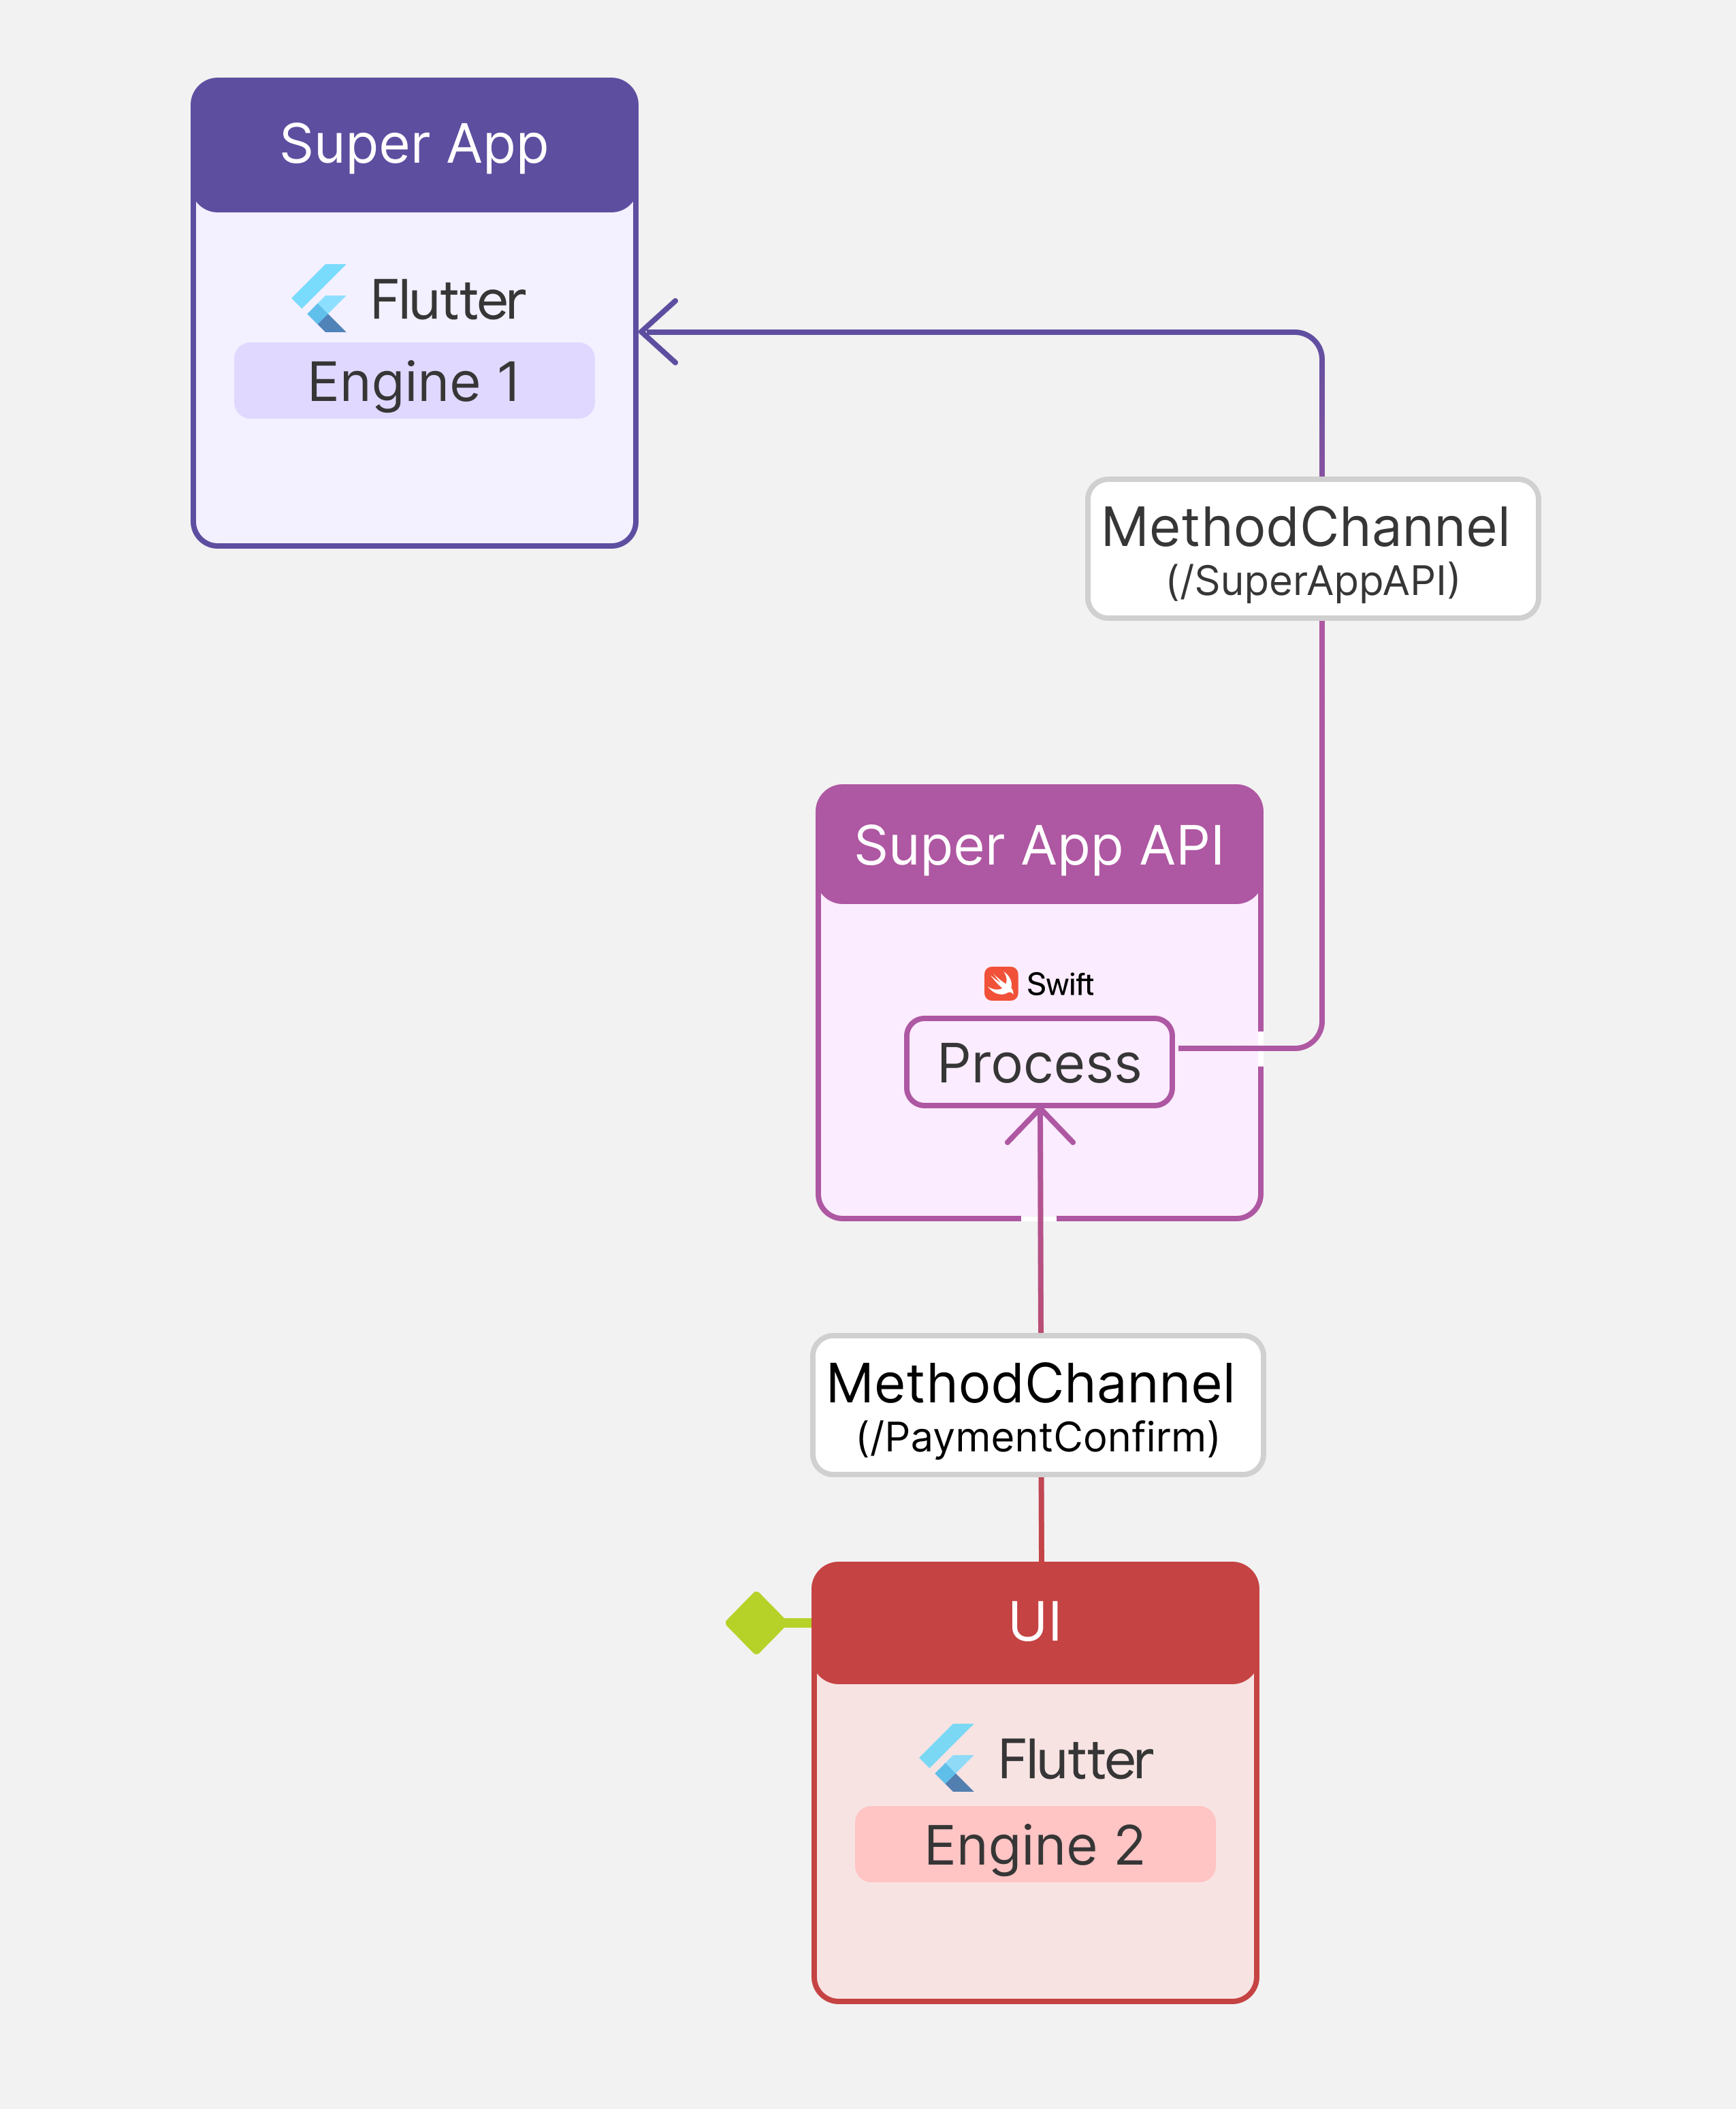 Super App
Flutter
Engine 1
MethodChannel
(/SuperAppAPI)
Super App API
Swift
Process
MethodChannel
(/PaymentConfirm)
UI
Flutter
Engine 2